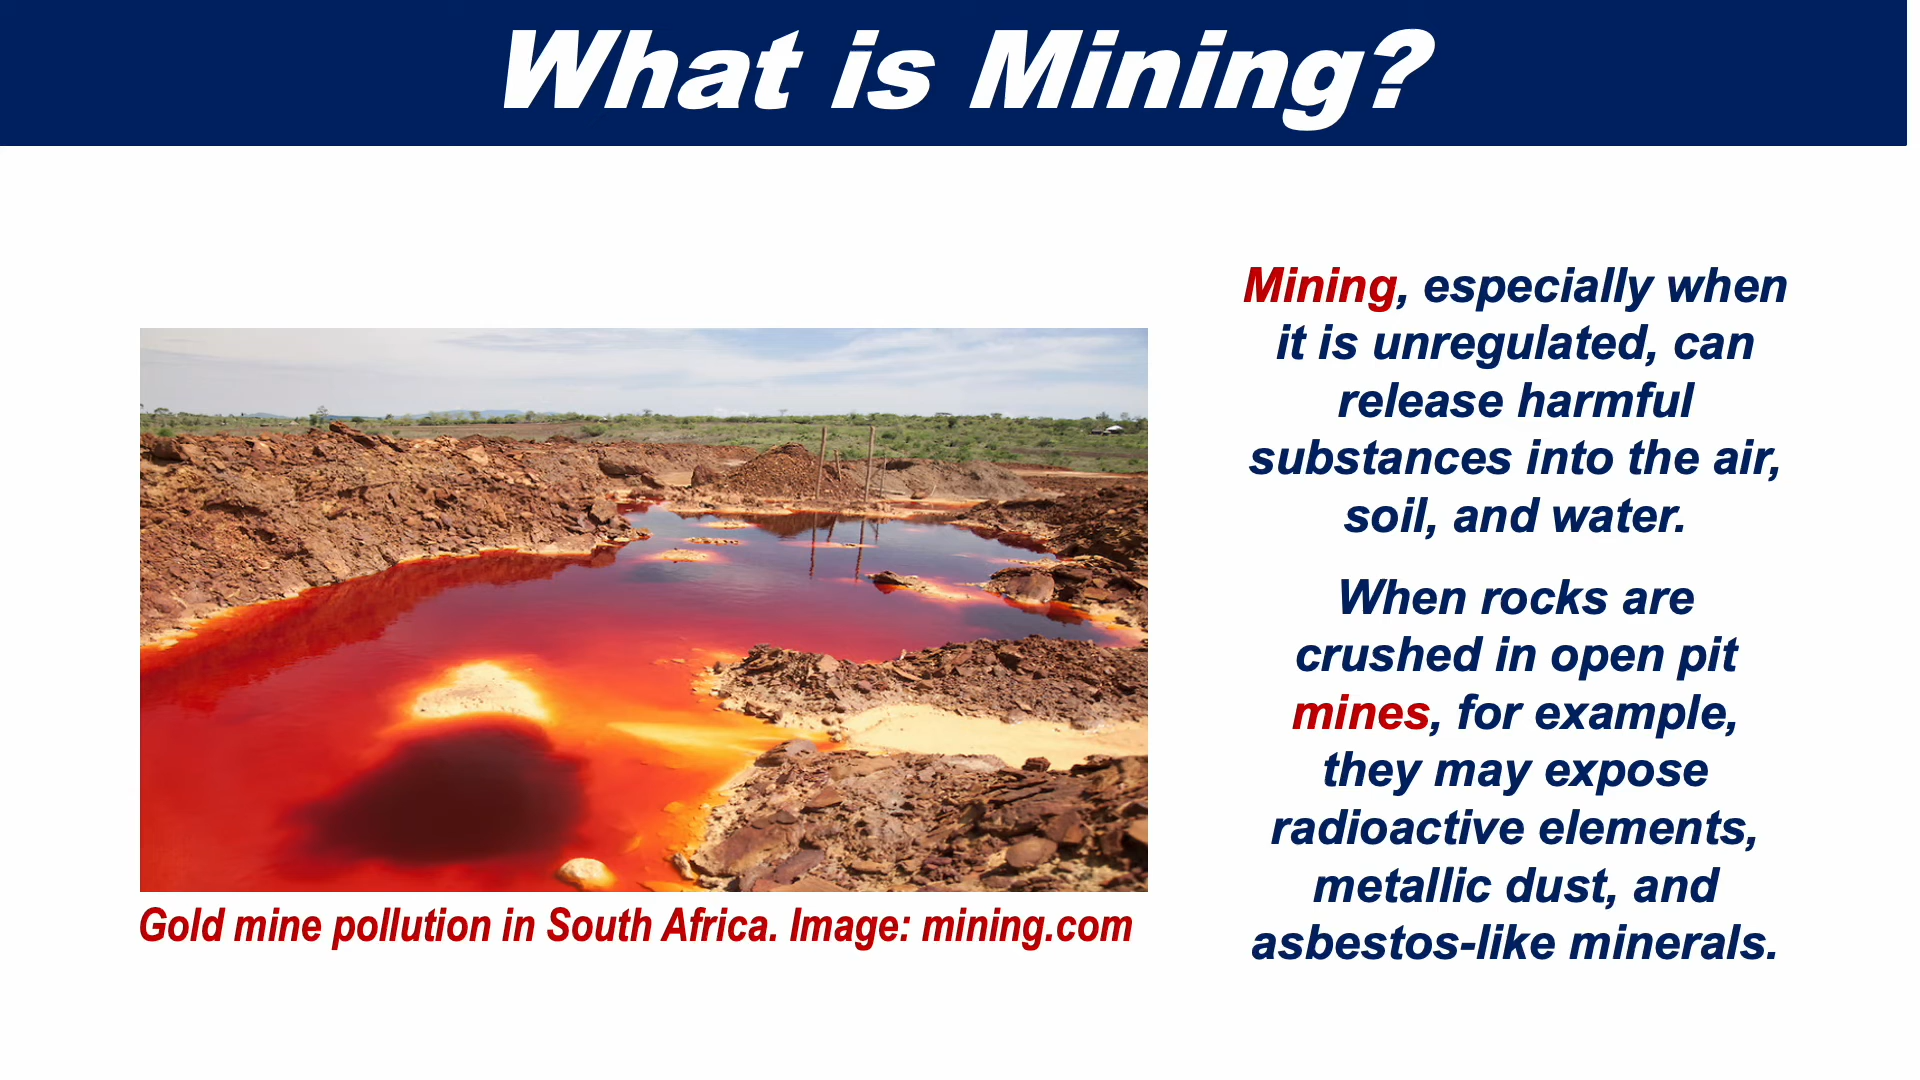 What is Mining?
Mining, especially when
it is unregulated, can
release harmful
substances into the air,
soil, and water.
When rocks are
crushed in open pit
mines, for example,
they may expose
radioactive elements,
metallic dust, and
asbestos-like minerals.
Gold mine pollution in South Africa. Image: mining.com